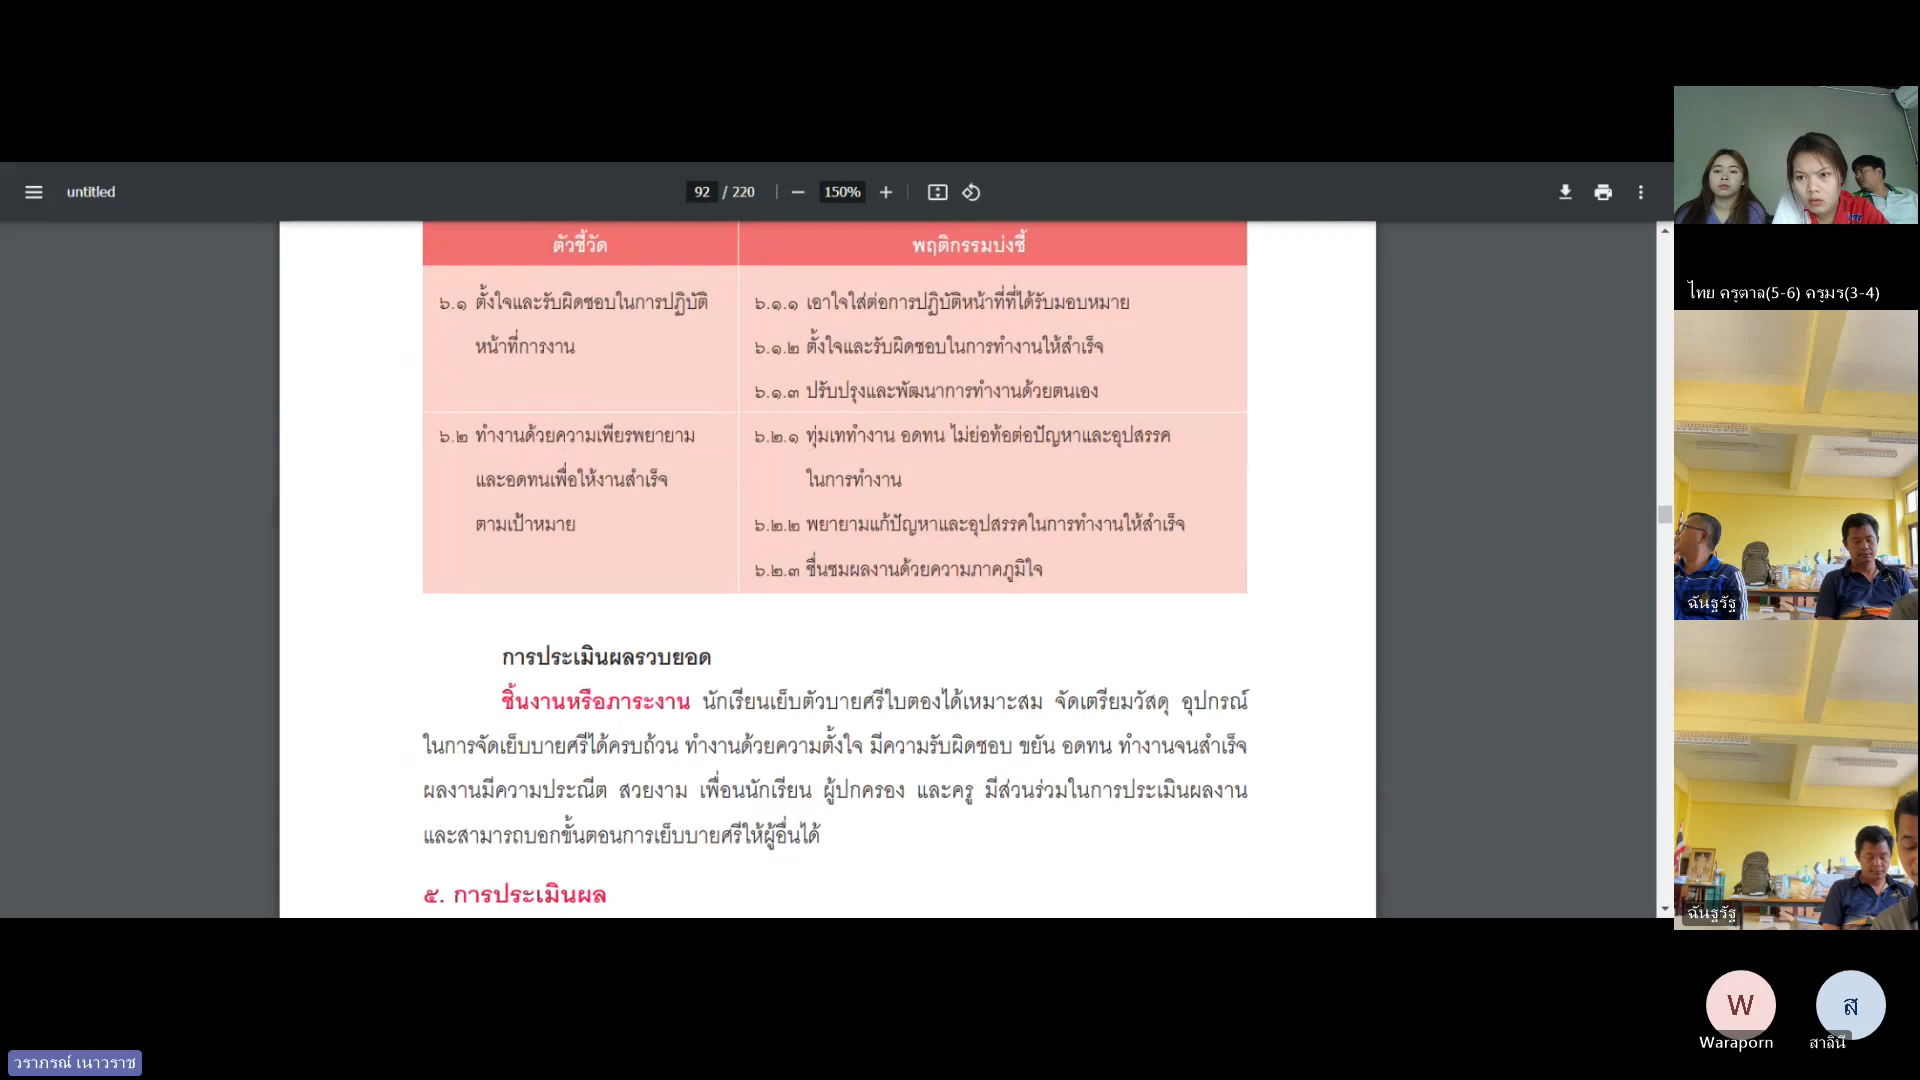 untitled
92 / 220
150%
ตัวชี้วัด
พฤติกรรมบ่งชี้
๖.๑ ตั้งใจและรับผิดชอบในการปฏิบัติ
หน้าที่การงาน
๖.๑.๑ เอาใจใส่ต่อการปฏิบัติหน้าที่ที่ได้รับมอบหมาย
๖.๑.๒ ตั้งใจและรับผิดชอบในการทำงานให้สำเร็จ
๖.๑.๓ ปรับปรุงและพัฒนาการทำงานด้วยตนเอง
๖.๒ ทำงานด้วยความเพียรพยายาม
และอดทนเพื่อให้งานสำเร็จ
ตามเป้าหมาย
๖.๒.๑ ทุ่มเททำงาน อดทน ไม่ย่อท้อต่อปัญหาและอุปสรรค
ในการทำงาน
๖.๒.๒ พยายามแก้ปัญหาและอุปสรรคในการทำงานให้สำเร็จ
๖.๒.๓ ชื่นชมผลงานด้วยความภาคภูมิใจ
การประเมินผลรวบยอด
ชิ้นงานหรือภาระงาน นักเรียนเย็บตัวบายศรีใบตองได้เหมาะสม จัดเตรียมวัสดุ อุปกรณ์
ในการจัดเย็บบายศรีได้ครบถ้วน ทำงานด้วยความตั้งใจ มีความรับผิดชอบ ขยัน อดทน ทำงานจนสำเร็จ
ผลงานมีความประณีต สวยงาม เพื่อนนักเรียน ผู้ปกครอง และครู มีส่วนร่วมในการประเมินผลงาน
และสามารถบอกขั้นตอนการเย็บบายศรีให้ผู้อื่นได้
๕. การประเมินผล
ไทย ครูตาล(5-6) ครูมร(3-4)
ฉันฐรัฐ
ฉันฐรัฐ
W
ส
Waraporn
สาลินี
วราภรณ์ เนาวราช